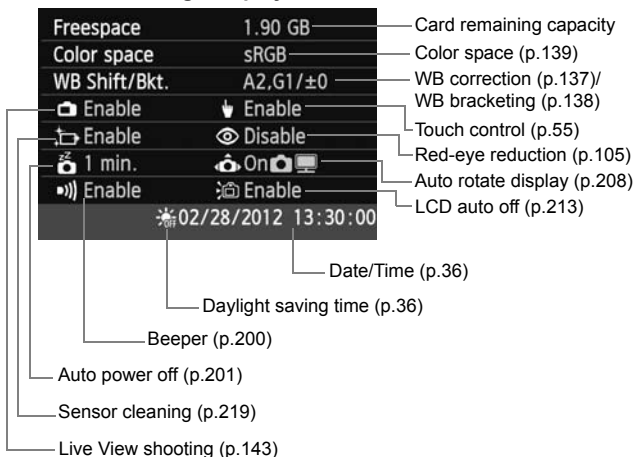 Freespace 1.90 GB Card remaining capacity
Color space sRGB Color space (p.139)
WB Shift/Bkt. A2,G1/±0 WB correction (p.137)/
WB bracketing (p.138)
Enable Enable Touch control (p.55)
Enable Disable Red-eye reduction (p.105)
1 min. On Auto rotate display (p.208)
Enable Enable LCD auto off (p.213)
OFF 02/28/2012 13:30:00
Date/Time (p.36)
Daylight saving time (p.36)
Beeper (p.200)
Auto power off (p.201)
Sensor cleaning (p.219)
Live View shooting (p.143)